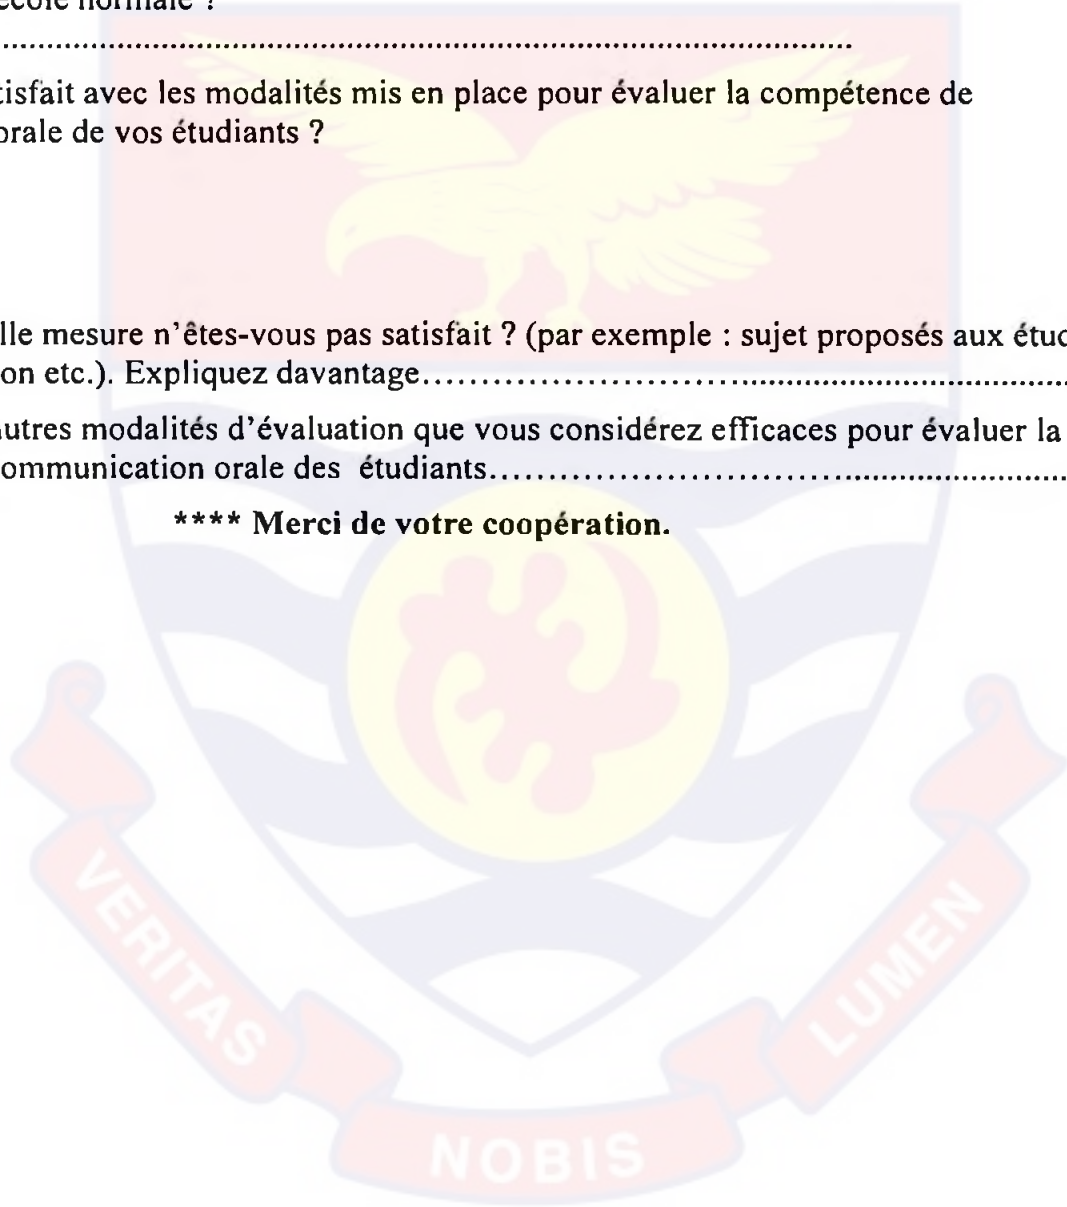 école normale ?
................................................................................................
tisfait avec les modalités mis en place pour évaluer la compétence de
orale de vos étudiants ?
lle mesure n'êtes-vous pas satisfait ? (par exemple : sujet proposés aux étud
on etc.). Expliquez davantage................................................................
autres modalités d'évaluation que vous considérez efficaces pour évaluer la
ommunication orale des étudiants................................................................
**** Merci de votre coopération.
VERITAS
LUMEN
NOBIS